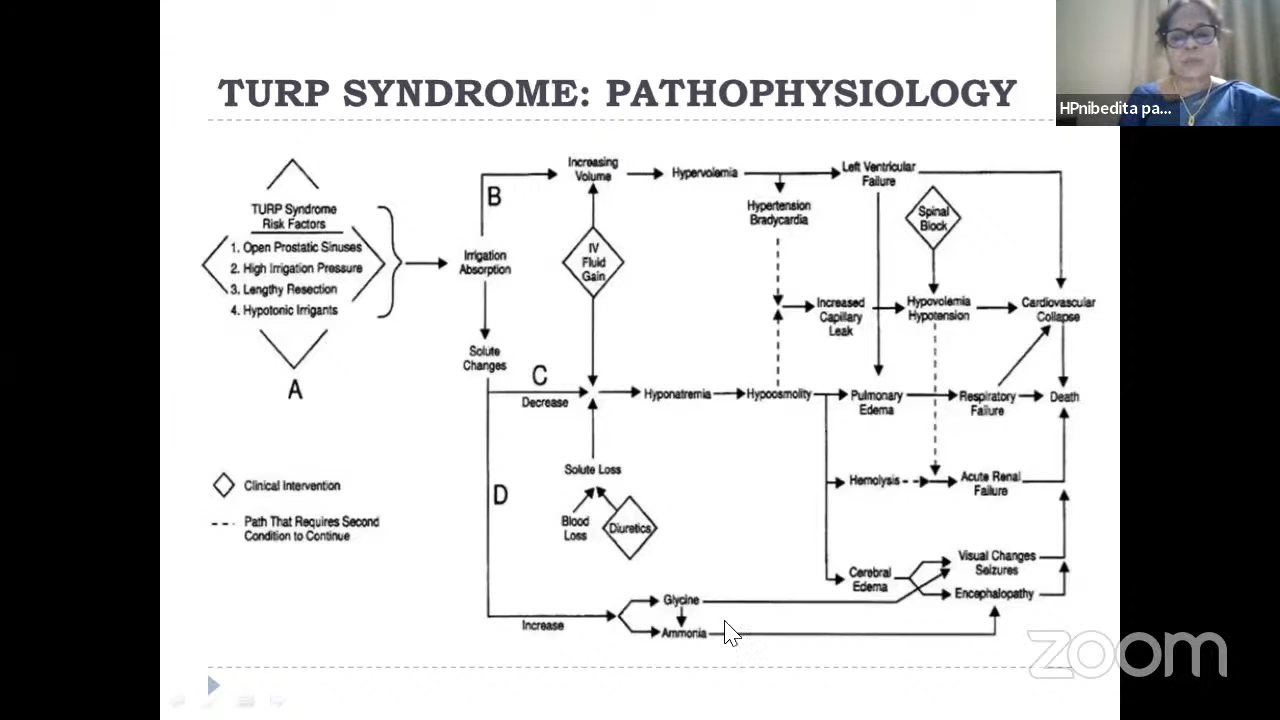 TURP SYNDROME: PATHOPHYSIOLOGY
HPnibedita pa...
TURP Syndrome
Risk Factors
1. Open Prostatic Sinuses
2. High Irrigation Pressure
3. Lengthy Resection
4. Hypotonic Irrigants
A
Irrigation
Absorption
B
Increasing
Volume
Hypervolemia
Left Ventricular
Failure
Hypertension
Bradycardia
Spinal
Block
IV
Fluid
Gain
Increased
Capillary
Leak
Hypovolemia
Hypotension
Cardiovascular
Collapse
Solute
Changes
C
Decrease
Hyponatremia
Hypoosmolity
Pulmonary
Edema
Respiratory
Failure
Death
Solute Loss
Blood
Loss
Diuretics
Hemolysis
Acute Renal
Failure
D
Cerebral
Edema
Visual Changes
Seizures
Encephalopathy
Increase
Glycine
Ammonia
Clinical Intervention
Path That Requires Second
Condition to Continue
zoom